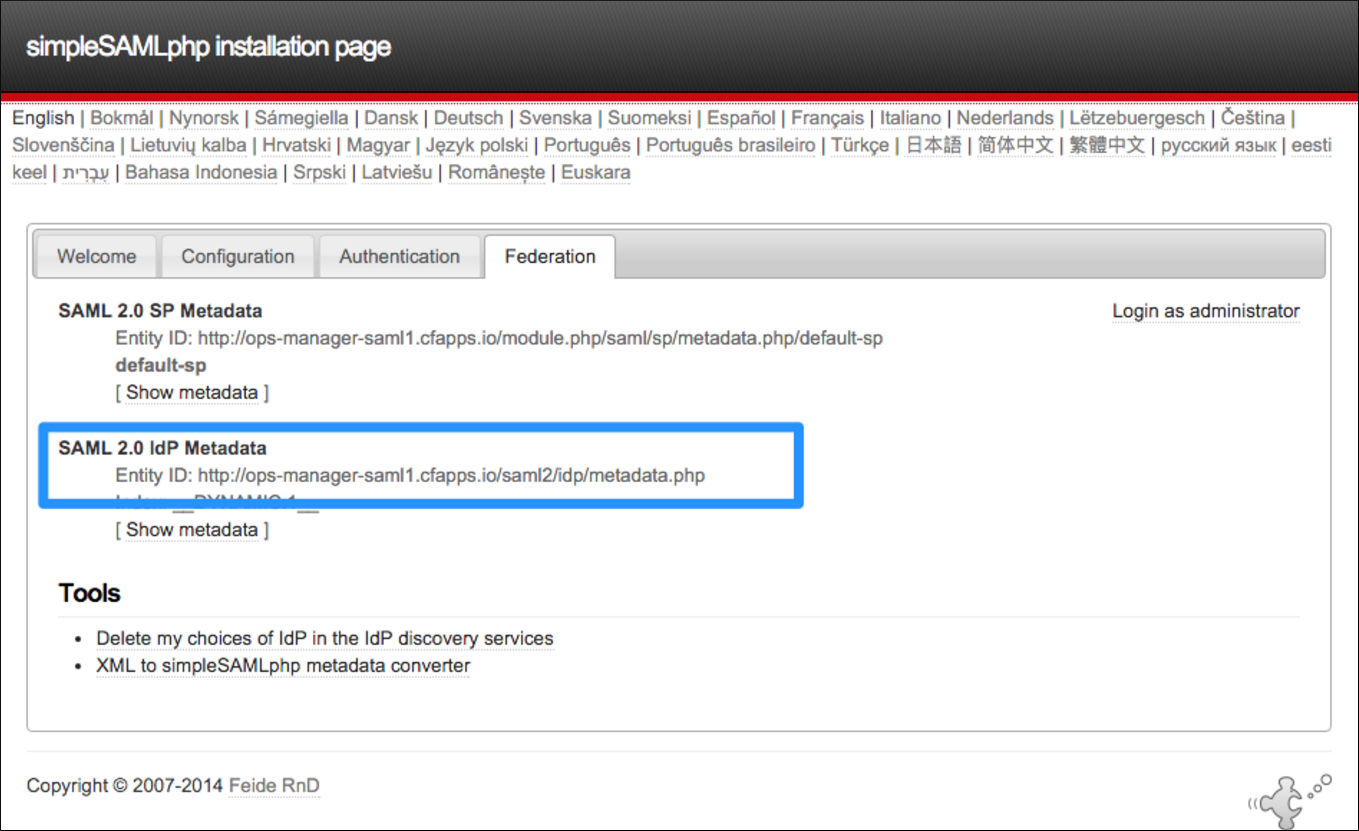 simpleSAMLphp installation page
English | Bokmål | Nynorsk | Sámegiella | Dansk | Deutsch | Svenska | Suomeksi | Español | Français | Italiano | Nederlands | Lëtzebuergesch | Čeština |
Slovenščina | Lietuvių kalba | Hrvatski | Magyar | Język polski | Português | Português brasileiro | Türkçe | 日本語 | 简体中文 | 繁體中文 | русский язык | eesti
keel | עִבְרִית | Bahasa Indonesia | Srpski | Latviešu | Românește | Euskara
Welcome Configuration Authentication Federation
SAML 2.0 SP Metadata Login as administrator
Entity ID: http://ops-manager-saml1.cfapps.io/module.php/saml/sp/metadata.php/default-sp
default-sp
[ Show metadata ]
SAML 2.0 IdP Metadata
Entity ID: http://ops-manager-saml1.cfapps.io/saml2/idp/metadata.php
[ Show metadata ]
Tools
• Delete my choices of IdP in the IdP discovery services
• XML to simpleSAMLphp metadata converter
Copyright © 2007-2014 Feide RnD